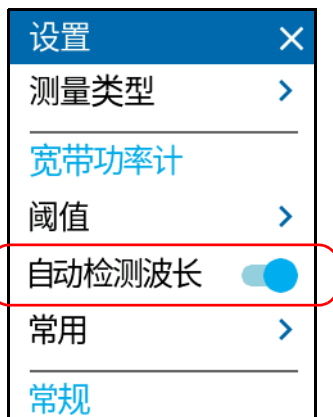 设置
测量类型
宽带功率计
阈值
自动检测波长
常用
常规